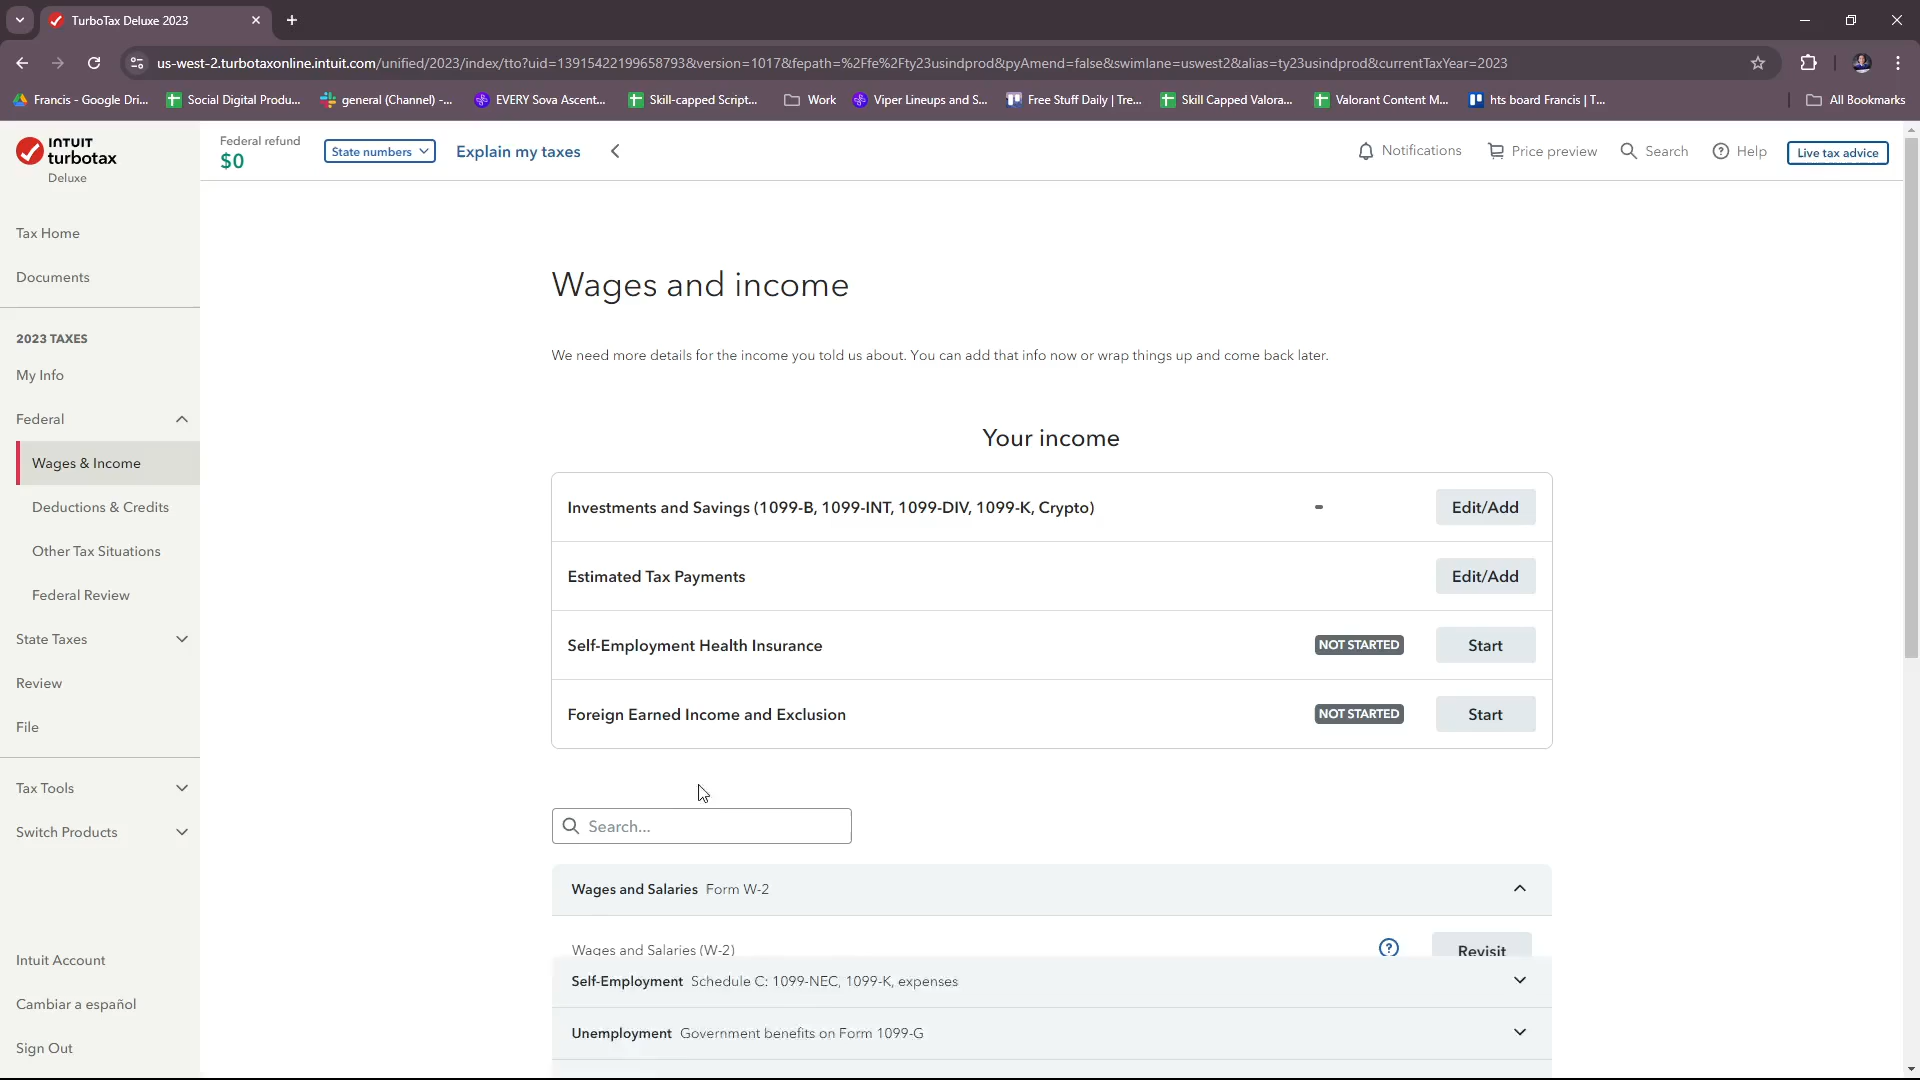 TurboTax Deluxe 2023
us-west-2.turbotaxonline.intuit.com/unified/2023/index/tto?uid=13915422199658793&version=1017&fepath=%2Ffe%2Fty23usindprod&pyAmend=false&swimlane=uswest2&alias=ty23usindprod&currentTaxYear=2023
Francis - Google Dri...
Social Digital Produ...
general (Channel) -...
EVERY Sova Ascent...
Skill-capped Script...
Work
Viper Lineups and S...
Free Stuff Daily | Tre...
Skill Capped Valora...
Valorant Content M...
hts board Francis | T...
All Bookmarks
INTUIT
turbotax
Deluxe
Federal refund
$0
State numbers
Explain my taxes
Notifications
Price preview
Search
Help
Live tax advice
Tax Home
Documents
2023 TAXES
My Info
Federal
Wages & Income
Deductions & Credits
Other Tax Situations
Federal Review
State Taxes
Review
File
Tax Tools
Switch Products
Intuit Account
Cambiar a español
Sign Out
Wages and income
We need more details for the income you told us about. You can add that info now or wrap things up and come back later.
Your income
Investments and Savings (1099-B, 1099-INT, 1099-DIV, 1099-K, Crypto)
-
Edit/Add
Estimated Tax Payments
Edit/Add
Self-Employment Health Insurance
NOT STARTED
Start
Foreign Earned Income and Exclusion
NOT STARTED
Start
Search...
Wages and Salaries Form W-2
Wages and Salaries (W-2)
Revisit
Self-Employment Schedule C: 1099-NEC, 1099-K, expenses
Unemployment Government benefits on Form 1099-G